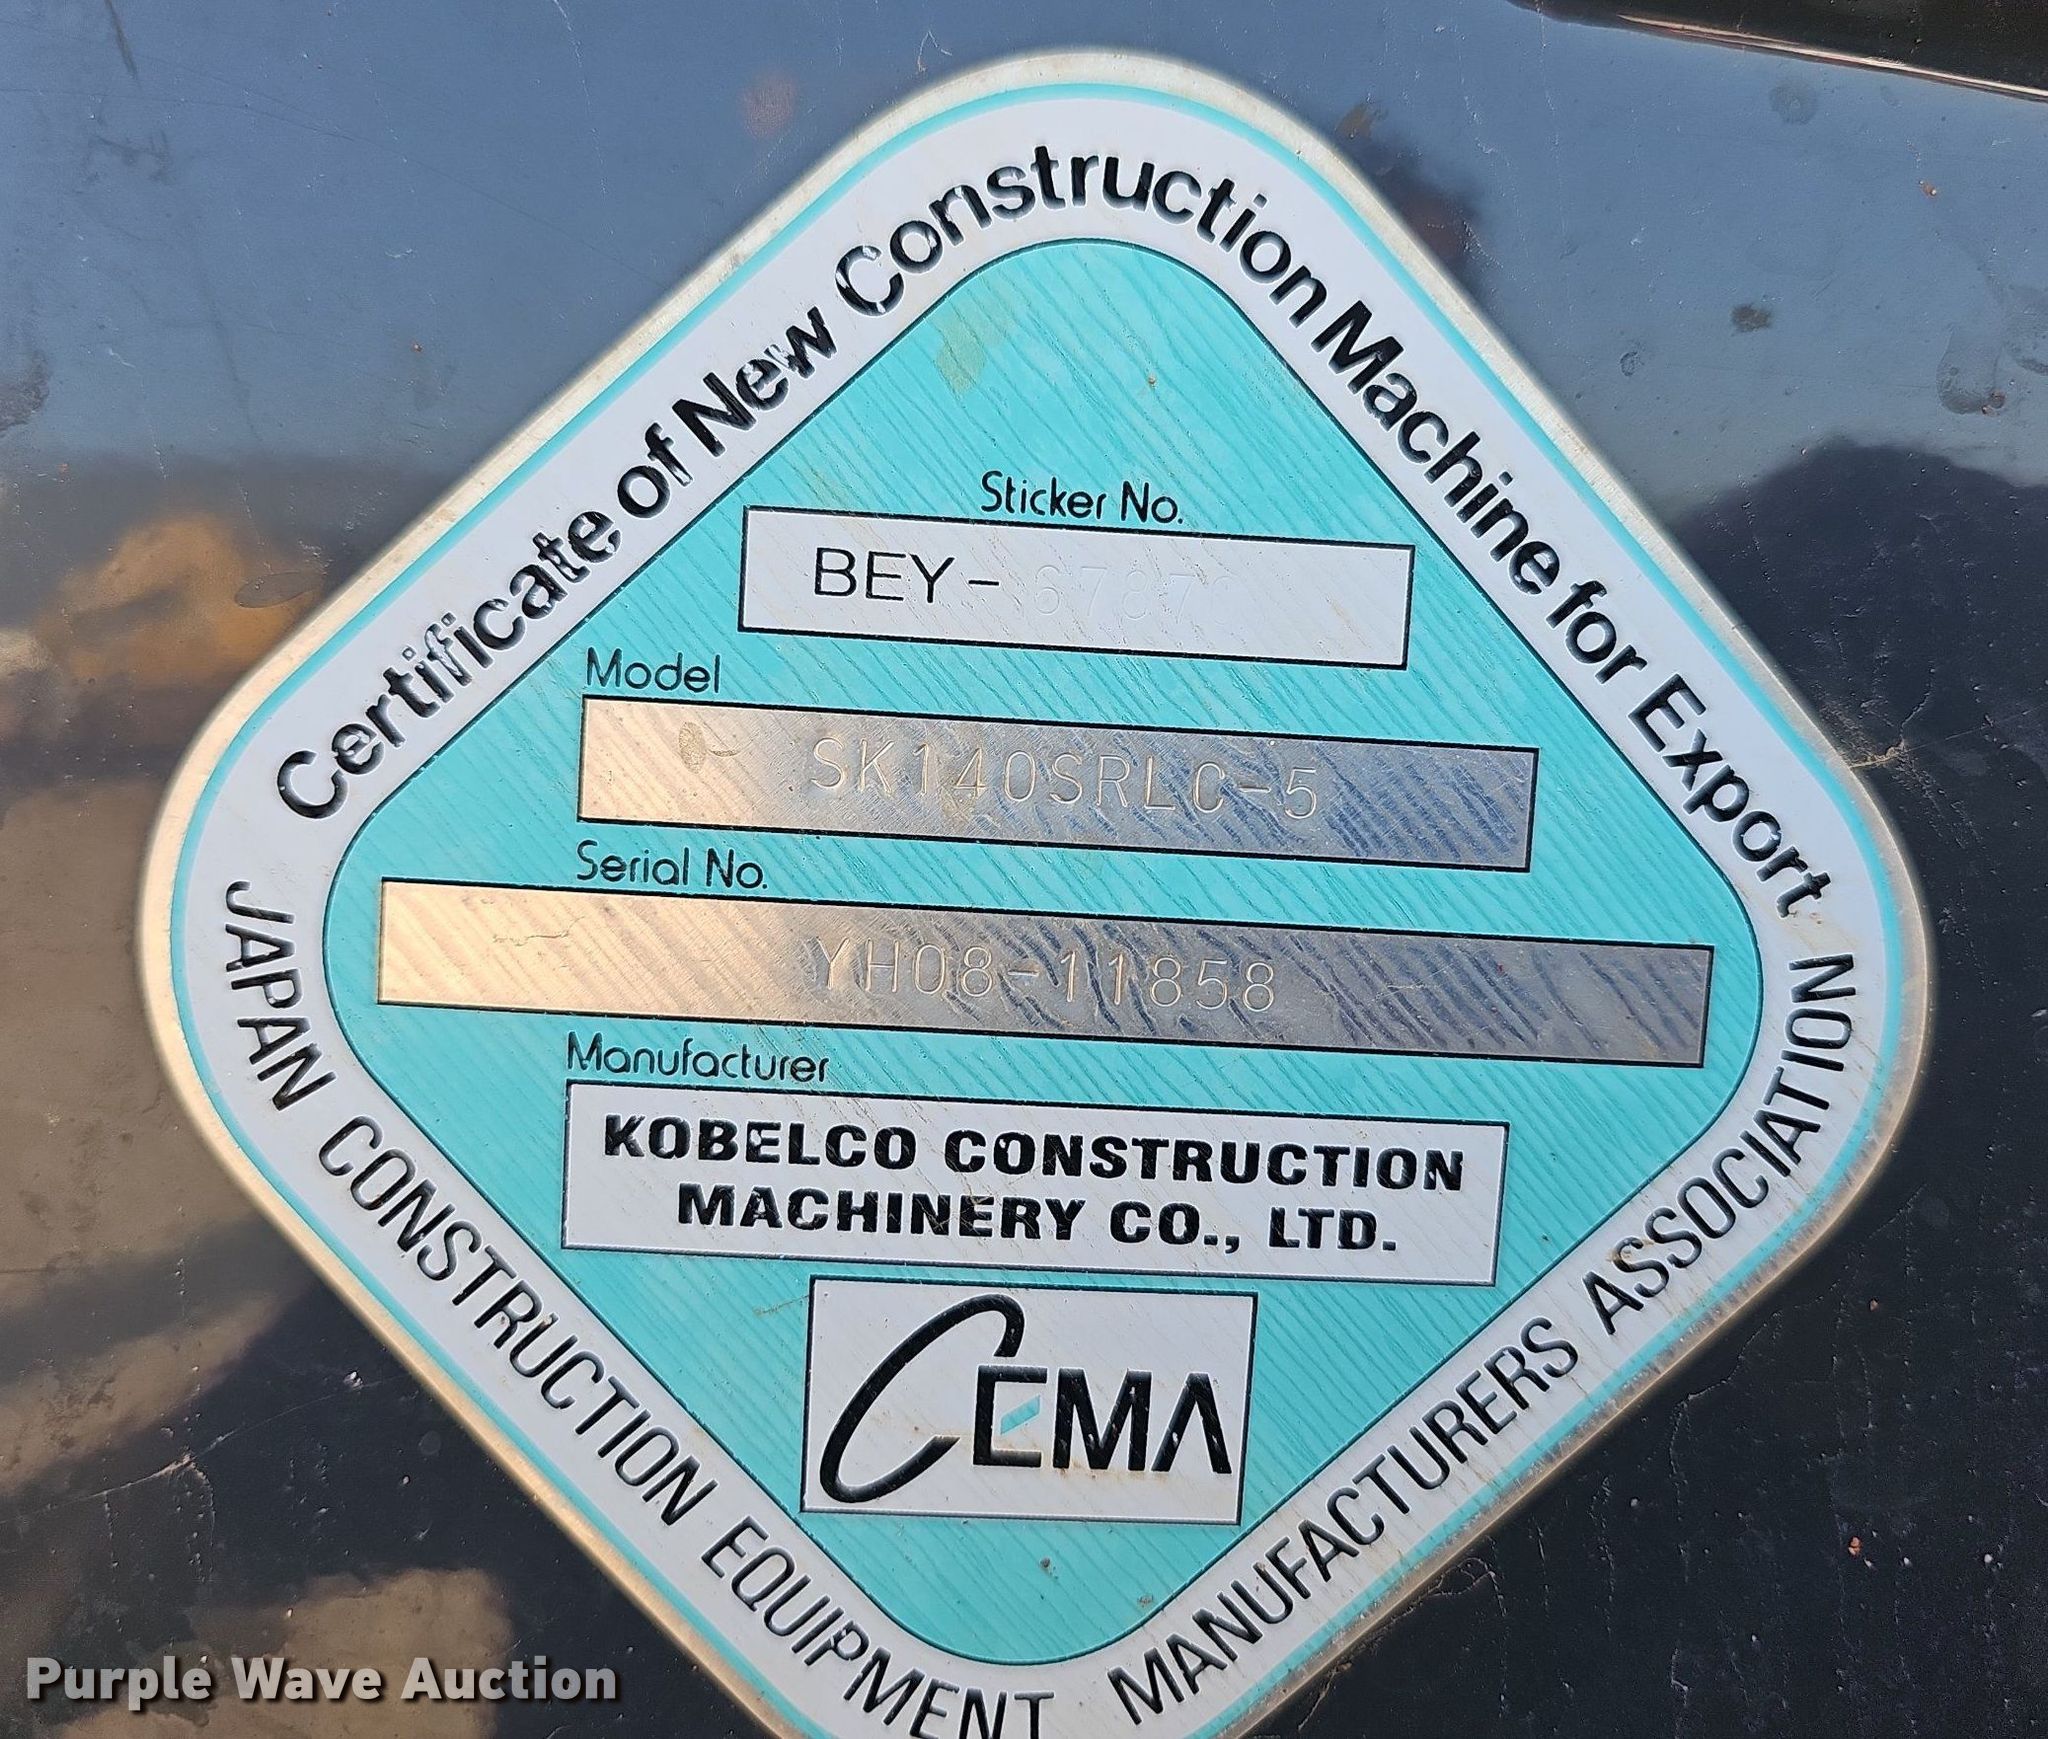 Certificate of New Construction Machine for Export
Sticker No.
BEY-
Model
SK140SRLC-5
Serial No.
YH08-11858
Manufacturer
KOBELCO CONSTRUCTION
MACHINERY CO., LTD.
CEMA
JAPAN CONSTRUCTION EQUIPMENT MANUFACTURERS ASSOCIATION
Purple Wave Auction